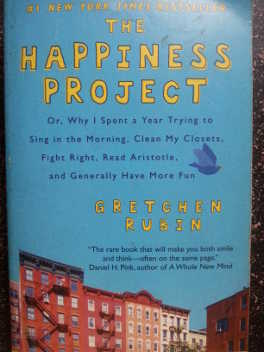 #1 NEW YORK TIMES BESTSELLER
THE
HAPPINESS
PROJECT
Or, Why I Spent a Year Trying to
Sing in the Morning, Clean My Closets,
Fight Right, Read Aristotle,
and Generally Have More Fun
GRETCHEN
RUBIN
"The rare book that will make you both smile
and think—often on the same page."
Daniel H. Pink, author of A Whole New Mind